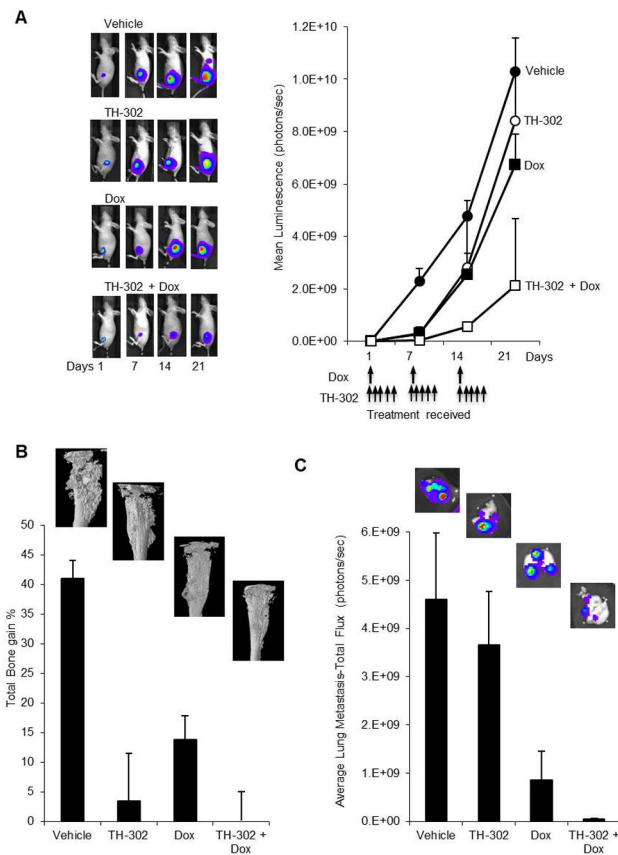 A
Vehicle
TH-302
Dox
TH-302 + Dox
Days 1 7 14 21
Mean Luminescence (photons/sec)
1.2E+10
1.0E+10
8.0E+09
6.0E+09
4.0E+09
2.0E+09
0.0E+00
Vehicle
TH-302
Dox
TH-302 + Dox
1 7 14 21 Days
Dox
TH-302
Treatment received
B
Total Bone gain %
50
45
40
35
30
25
20
15
10
5
0
Vehicle TH-302 Dox TH-302 +
Dox
C
Average Lung Metastasis-Total Flux (photons/sec)
6.E+09
5.E+09
4.E+09
3.E+09
2.E+09
1.E+09
0.E+00
Vehicle TH-302 Dox TH-302 +
Dox